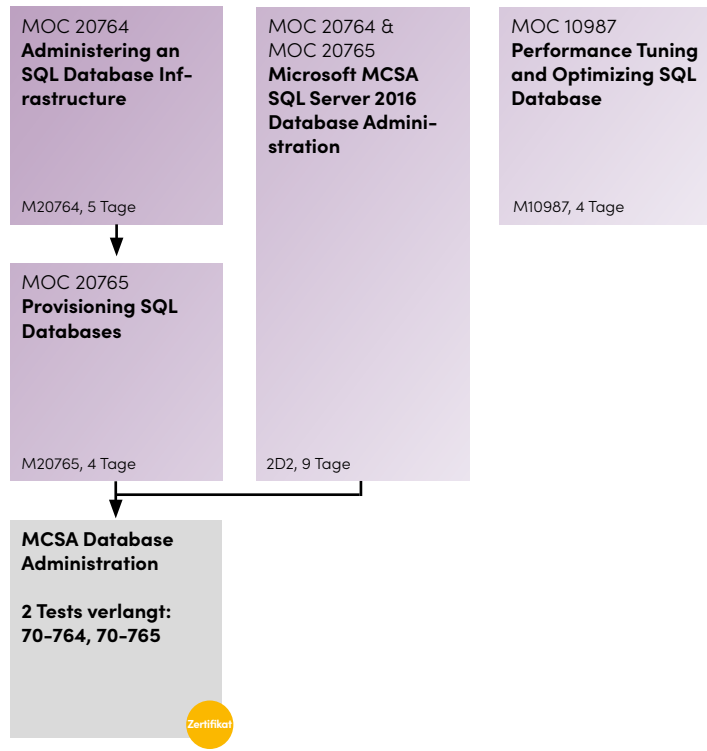 MOC 20764
Administering an
SQL Database Inf-
rastructure
M20764, 5 Tage
MOC 20764 &
MOC 20765
Microsoft MCSA
SQL Server 2016
Database Admini-
stration
2D2, 9 Tage
MOC 10987
Performance Tuning
and Optimizing SQL
Database
M10987, 4 Tage
MOC 20765
Provisioning SQL
Databases
M20765, 4 Tage
MCSA Database
Administration
2 Tests verlangt:
70-764, 70-765
Zertifikat